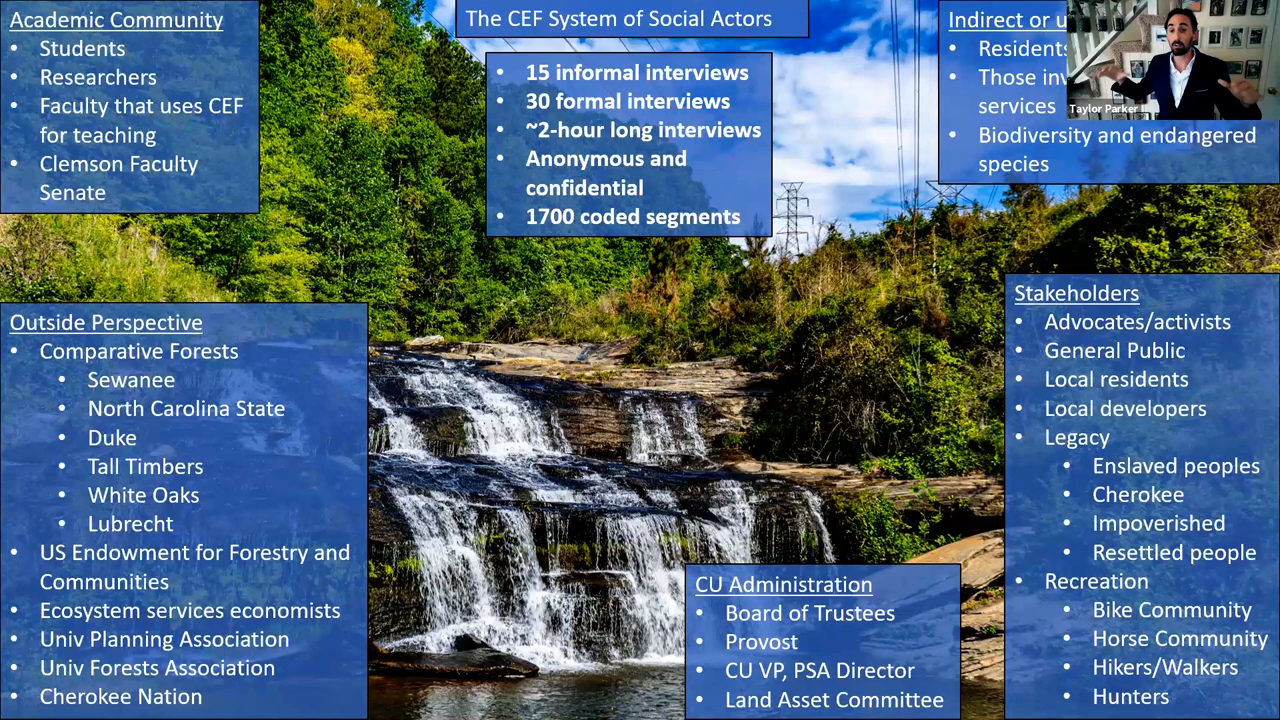 Academic Community
• Students
• Researchers
• Faculty that uses CEF
for teaching
• Clemson Faculty
Senate
The CEF System of Social Actors
• 15 informal interviews
• 30 formal interviews
• ~2-hour long interviews
• Anonymous and
confidential
• 1700 coded segments
Indirect or
• Residents
• Those
services
• Biodiversity and endangered
species
Taylor Parker
Outside Perspective
• Comparative Forests
• Sewanee
• North Carolina State
• Duke
• Tall Timbers
• White Oaks
• Lubrecht
• US Endowment for Forestry and
Communities
• Ecosystem services economists
• Univ Planning Association
• Univ Forests Association
• Cherokee Nation
CU Administration
• Board of Trustees
• Provost
• CU VP, PSA Director
• Land Asset Committee
Stakeholders
• Advocates/activists
• General Public
• Local residents
• Local developers
• Legacy
• Enslaved peoples
• Cherokee
• Impoverished
• Resettled people
• Recreation
• Bike Community
• Horse Community
• Hikers/Walkers
• Hunters